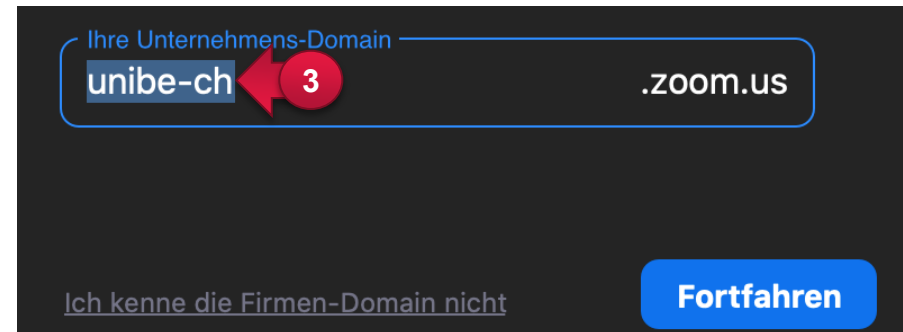 Ihre Unternehmens-Domain
unibe-ch 3 .zoom.us
Ich kenne die Firmen-Domain nicht Fortfahren